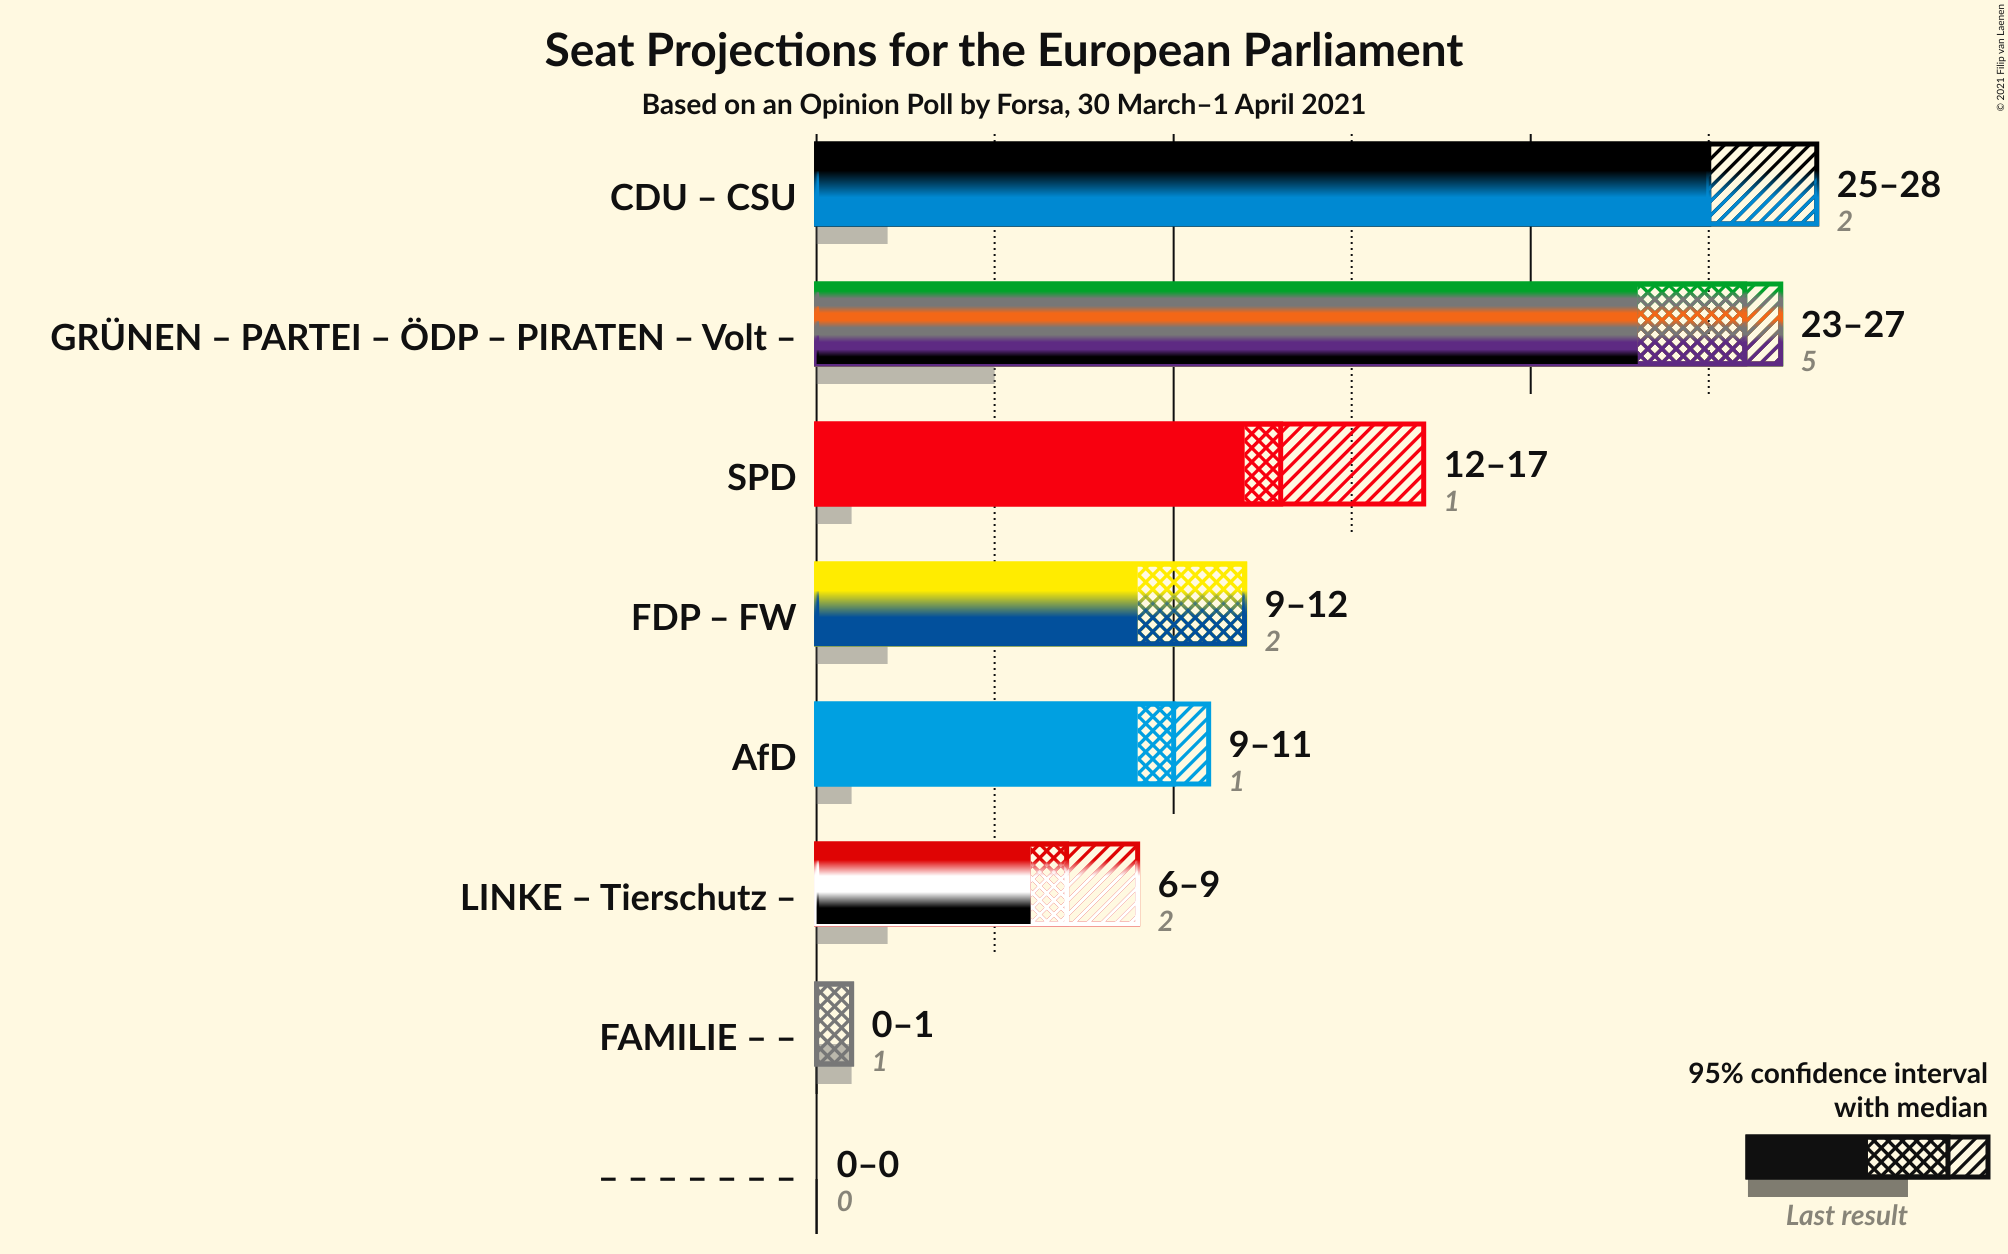 Seat Projections for the European Parliament
Based on an Opinion Poll by Forsa, 30 March–1 April 2021
© 2021 Filip van Laenen
CDU – CSU
25–28
2
GRÜNEN – PARTEI – ÖDP – PIRATEN – Volt –
23–27
5
SPD
12–17
1
FDP – FW
9–12
2
AfD
9–11
1
LINKE – Tierschutz –
6–9
2
FAMILIE – –
0–1
1
– – – – – – –
0–0
0
95% confidence interval
with median
Last result